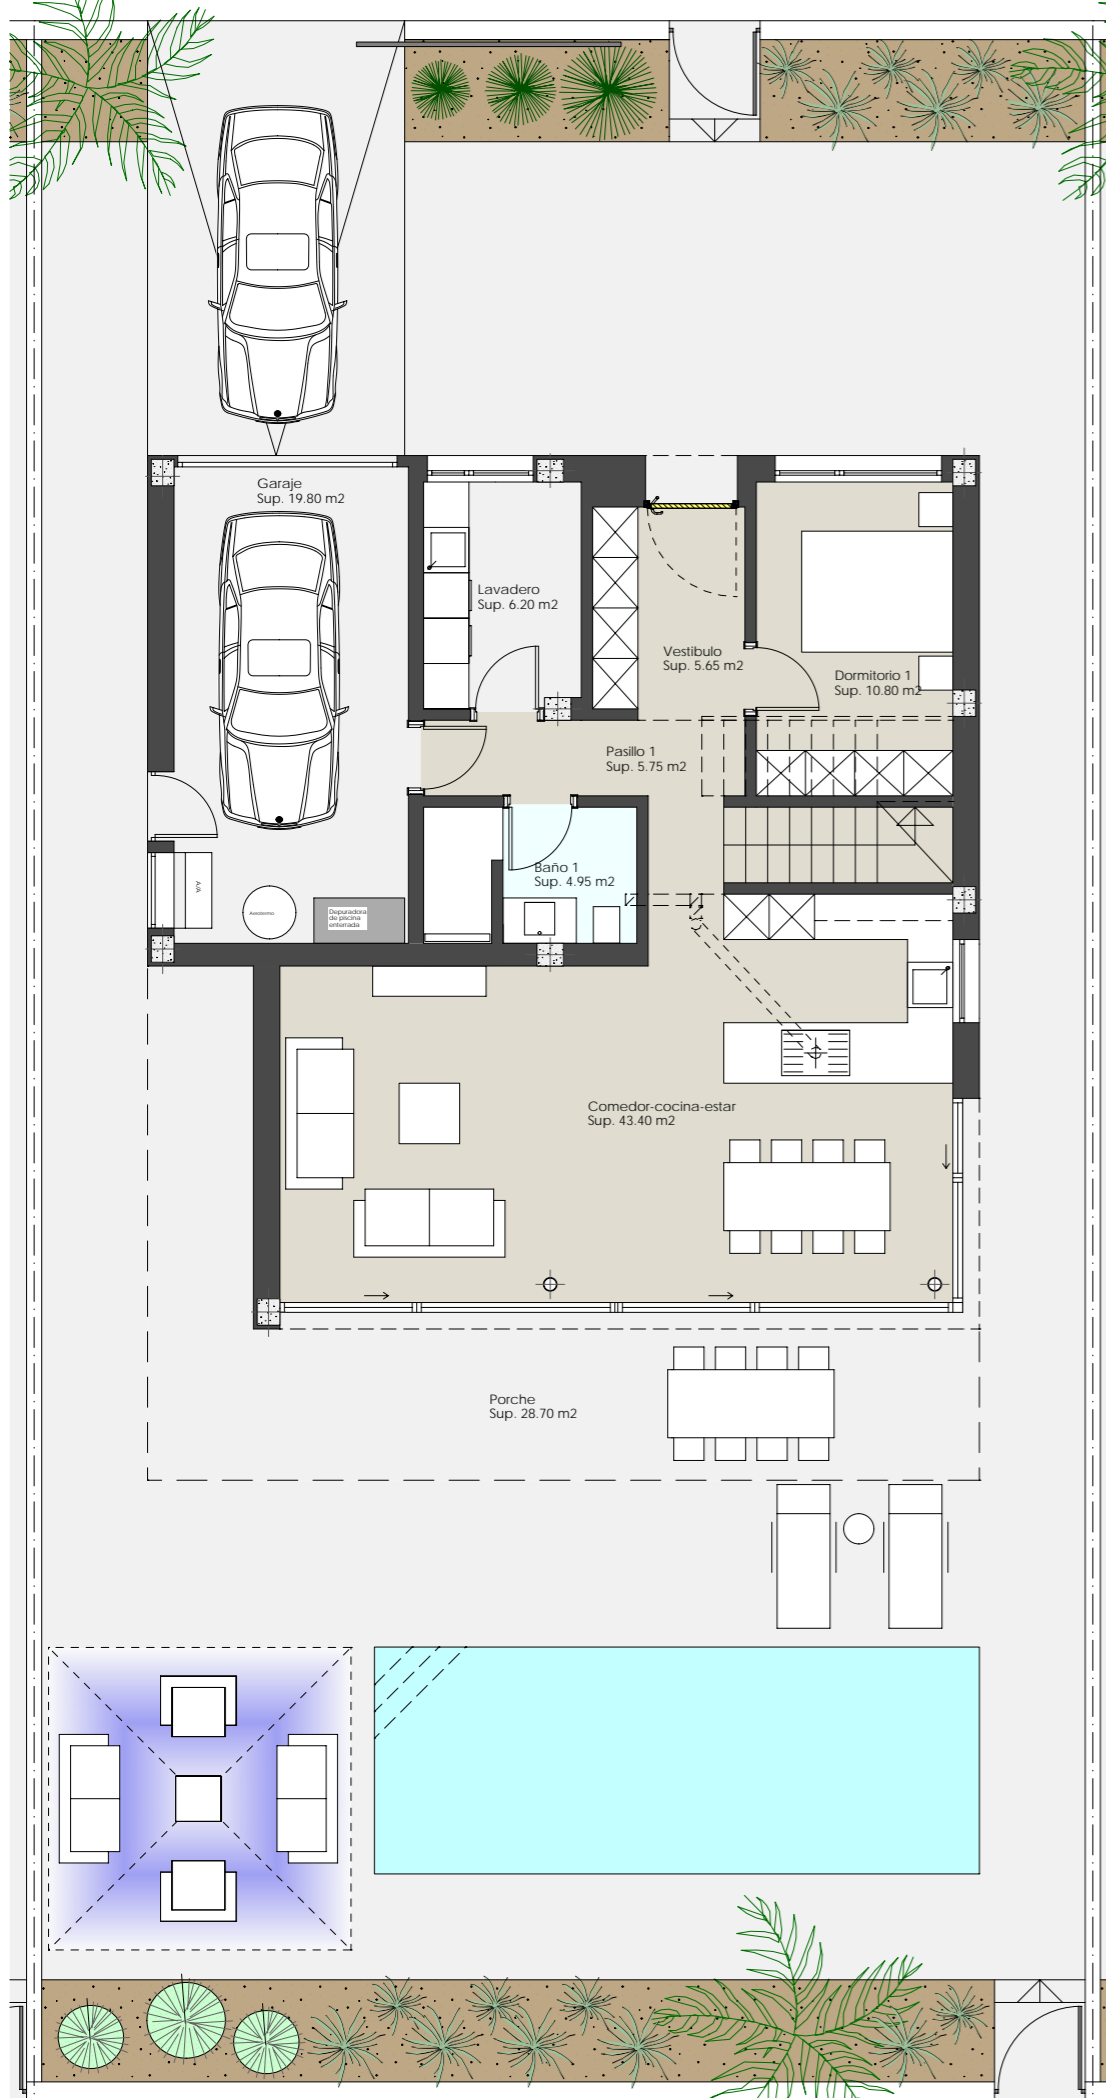 Garaje
Sup. 19.80 m2
Lavadero
Sup. 6.20 m2
Vestibulo
Sup. 5.65 m2
Dormitorio 1
Sup. 10.80 m2
Pasillo 1
Sup. 5.75 m2
Baño 1
Sup. 4.95 m2
A/A
Aerotermo
Depuradora
de piscina
enterrada
Comedor-cocina-estar
Sup. 43.40 m2
Porche
Sup. 28.70 m2